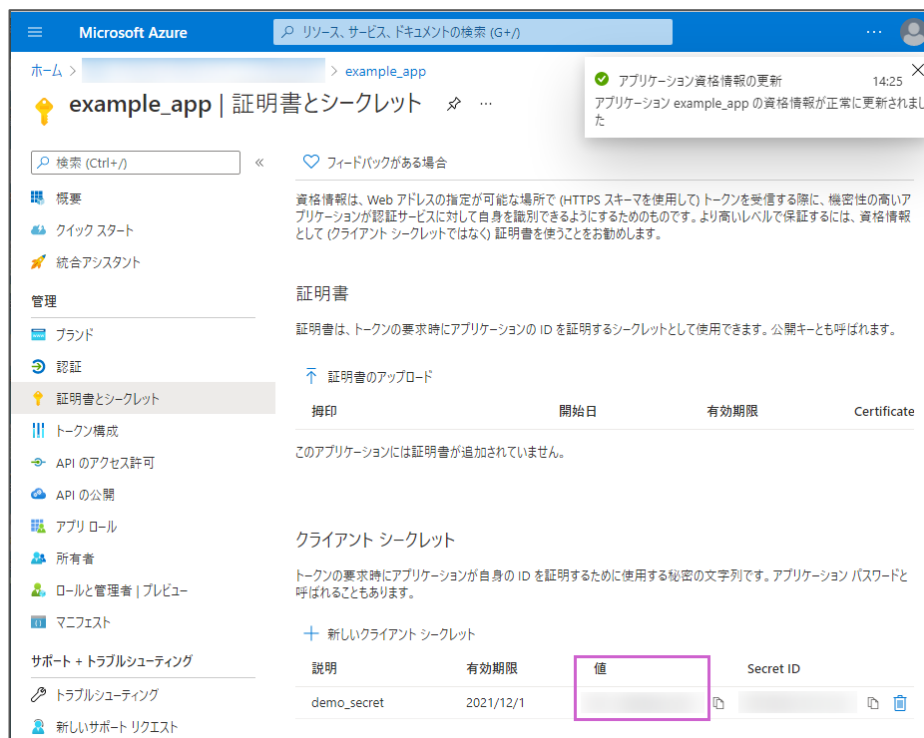 Microsoft Azure
リソース、サービス、ドキュメントの検索 (G+/)
ホーム >
> example_app
example_app | 証明書とシークレット
アプリケーション資格情報の更新
14:25
アプリケーション example_app の資格情報が正常に更新されまし
た
検索 (Ctrl+/)
概要
クイック スタート
統合アシスタント
管理
ブランド
認証
証明書とシークレット
トークン構成
API のアクセス許可
API の公開
アプリ ロール
所有者
ロールと管理者 | プレビュー
マニフェスト
サポート + トラブルシューティング
トラブルシューティング
新しいサポート リクエスト
フィードバックがある場合
資格情報は、Web アドレスの指定が可能な場所で (HTTPS スキーマを使用して) トークンを受信する際に、機密性の高いア
プリケーションが認証サービスに対して自身を識別できるようにするためのものです。より高いレベルで保証するには、資格情報
として (クライアント シークレットではなく) 証明書を使うことをお勧めします。
証明書
証明書は、トークンの要求時にアプリケーションの ID を証明するシークレットとして使用できます。公開キーとも呼ばれます。
証明書のアップロード
拇印 開始日 有効期限 Certificate
このアプリケーションには証明書が追加されていません。
クライアント シークレット
トークンの要求時にアプリケーションが自身の ID を証明するために使用する秘密の文字列です。アプリケーション パスワードと
呼ばれることもあります。
新しいクライアント シークレット
説明 有効期限 値 Secret ID
demo_secret 2021/12/1